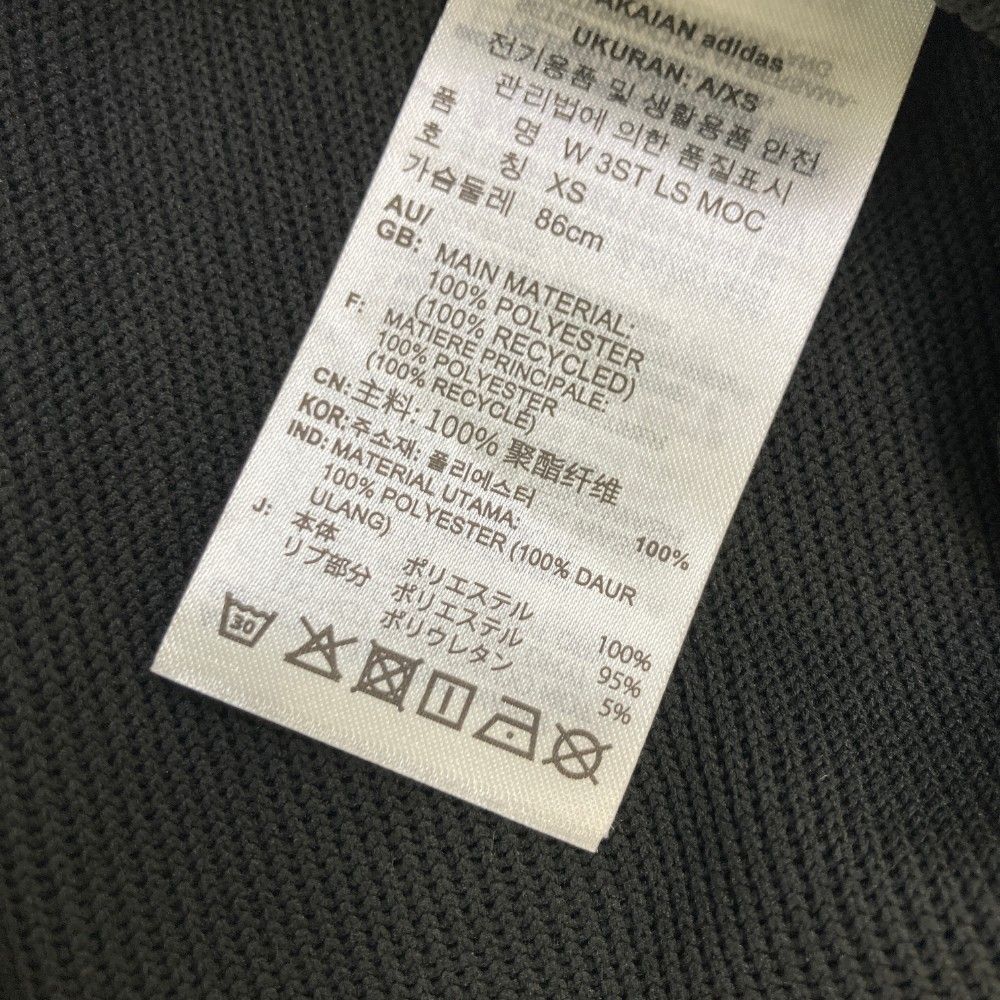 AKAIAN adidas
UKURAN: A/XS
전기용품 및 생활용품 안전
관리법에 의한 품질표시
품 명 W 3ST LS MOC
호 칭 XS
가슴둘레 86cm
AU/
GB: MAIN MATERIAL:
100% POLYESTER
(100% RECYCLED)
F: MATIERE PRINCIPALE:
100% POLYESTER
(100% RECYCLE)
CN: 主料: 100% 聚酯纤维
KOR: 주소재: 폴리에스터 100%
IND: MATERIAL UTAMA:
100% POLYESTER (100% DAUR
ULANG)
J: 本体 ポリエステル 100%
リブ部分 ポリエステル 95%
ポリウレタン 5%
30